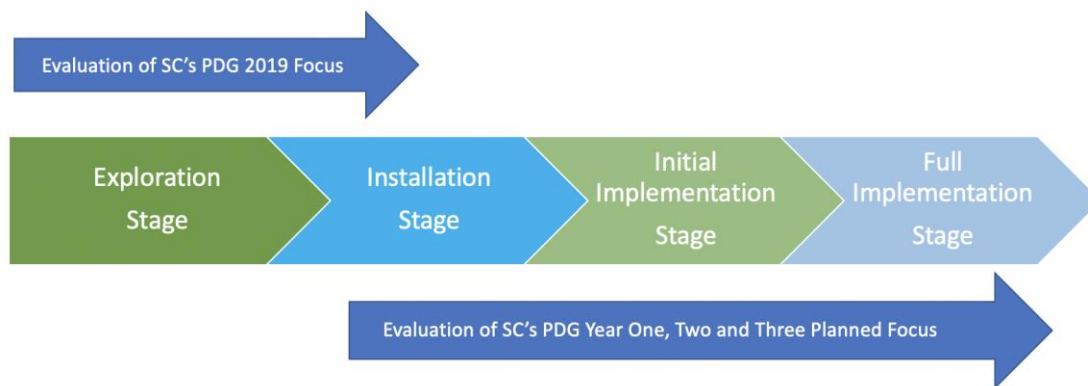 Evaluation of SC’s PDG 2019 Focus
Exploration
Stage
Installation
Stage
Initial
Implementation
Stage
Full
Implementation
Stage
Evaluation of SC’s PDG Year One, Two and Three Planned Focus